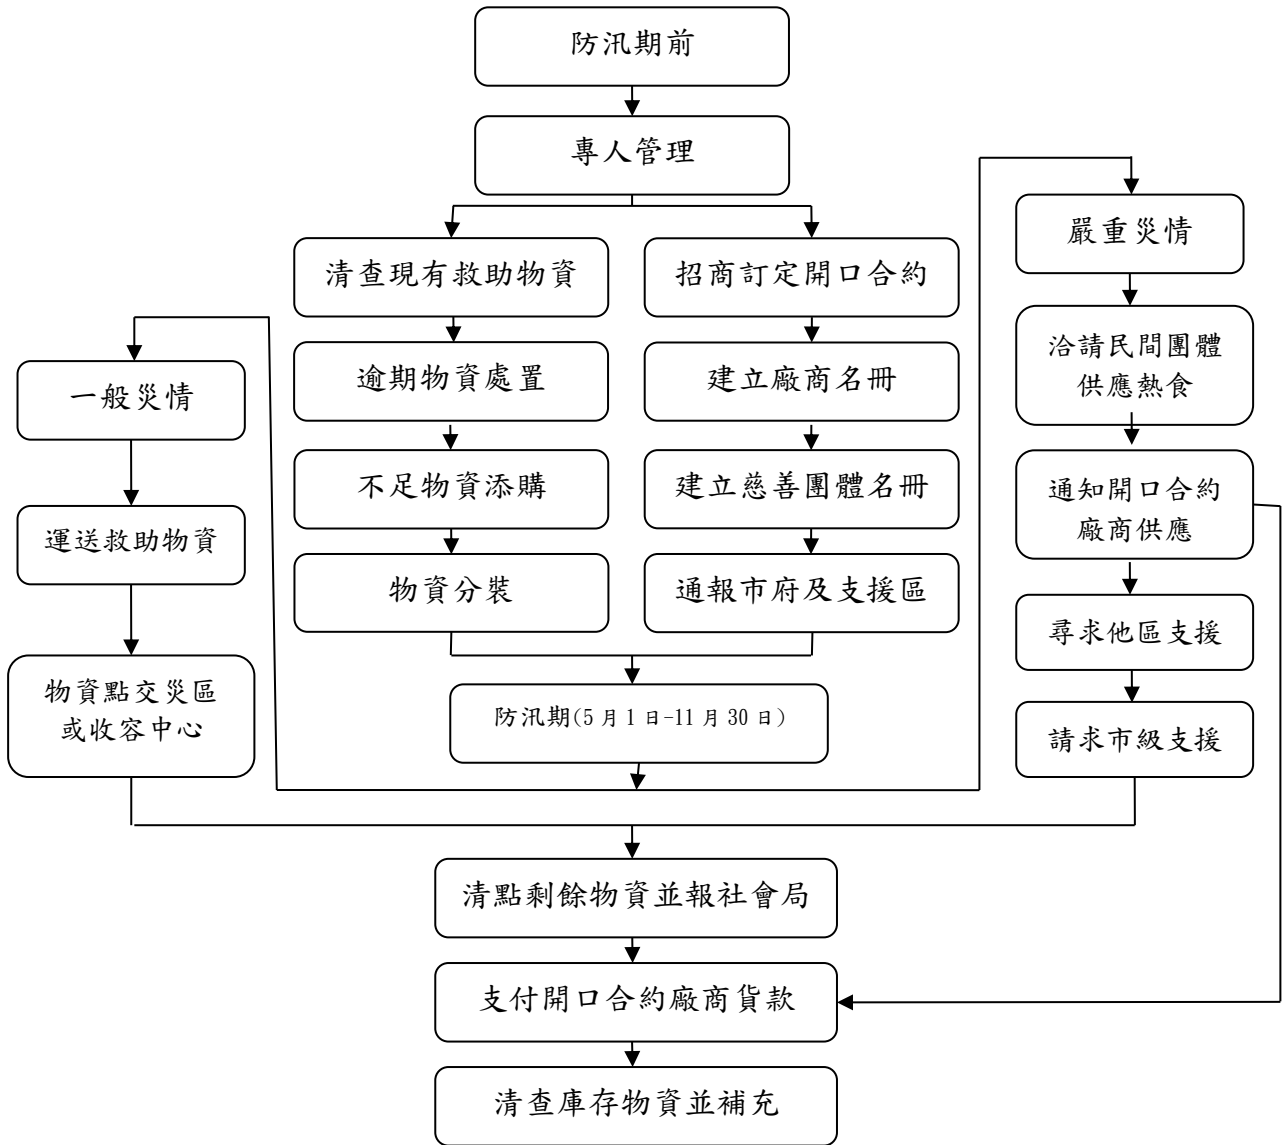 防汛期前
專人管理
清查現有救助物資
逾期物資處置
不足物資添購
物資分裝
招商訂定開口合約
建立廠商名冊
建立慈善團體名冊
通報市府及支援區
防汛期(5月1日-11月30日)
一般災情
運送救助物資
物資點交災區
或收容中心
嚴重災情
洽請民間團體
供應熱食
通知開口合約
廠商供應
尋求他區支援
請求市級支援
清點剩餘物資並報社會局
支付開口合約廠商貨款
清查庫存物資並補充